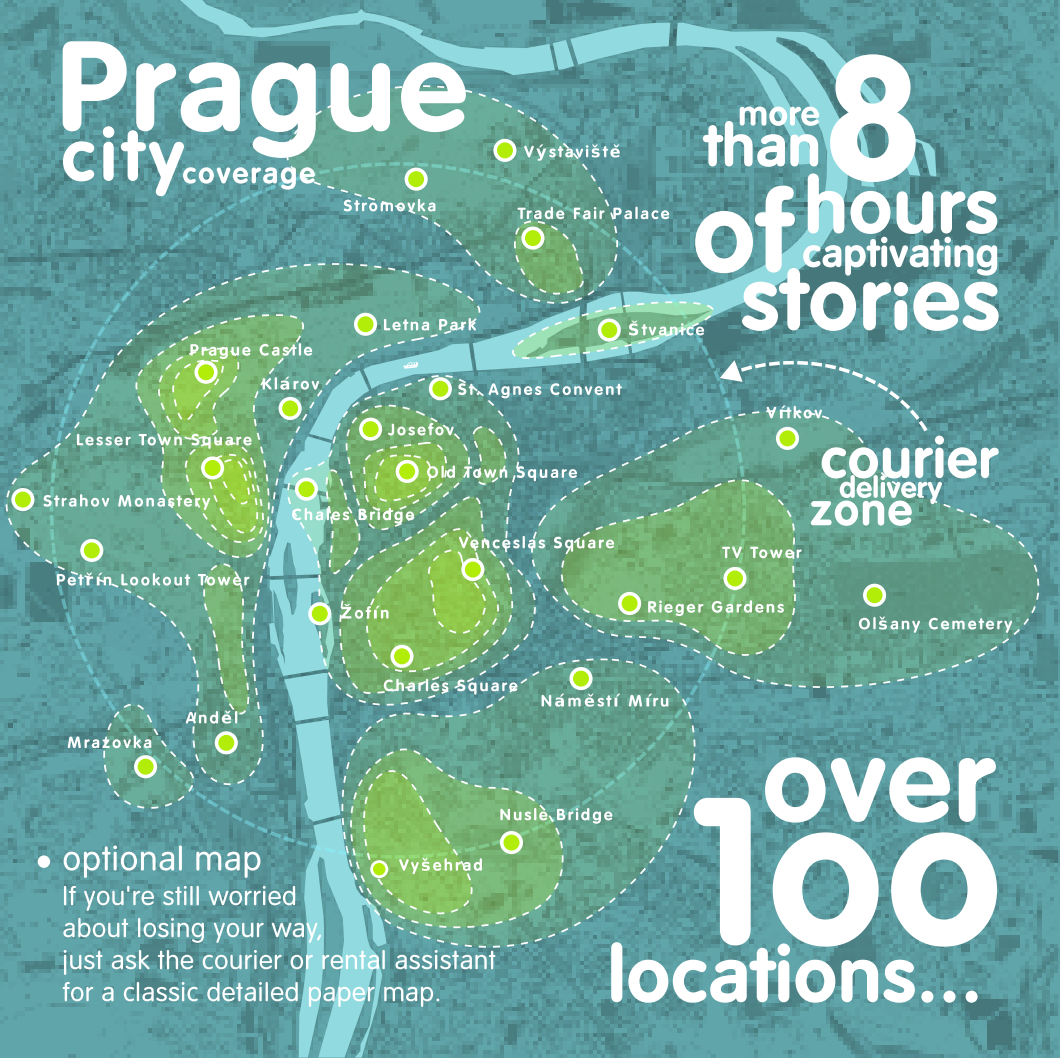 Prague
city coverage
more
than 8
of hours
captivating
stories
Výstaviště
Stromovka
Trade Fair Palace
Letna Park
Štvanice
Prague Castle
Klárov
St. Agnes Convent
Vítkov
Josefov
Lesser Town Square
courier
delivery
zone
Old Town Square
Strahov Monastery
Chales Bridge
Venceslas Square
TV Tower
Petřín Lookout Tower
Žofín
Rieger Gardens
Olšany Cemetery
Charles Square
Náměstí Míru
Anděl
Mrazovka
over
100
locations...
Nusle Bridge
Vyšehrad
• optional map
If you're still worried
about losing your way,
just ask the courier or rental assistant
for a classic detailed paper map.